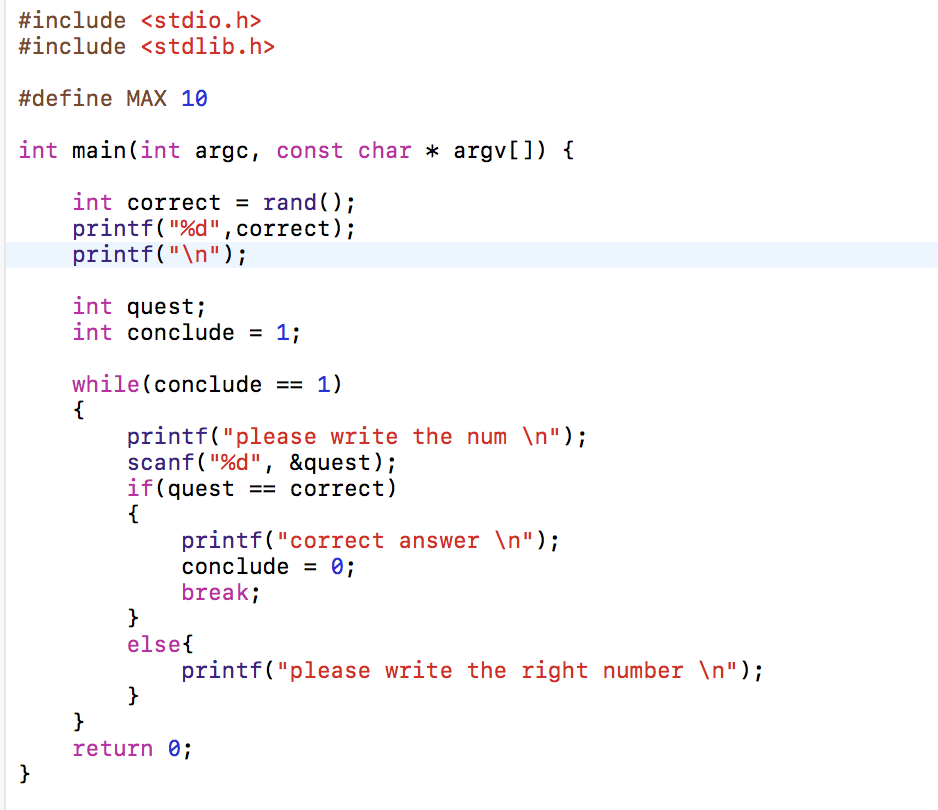 #include <stdio.h>
#include <stdlib.h>
#define MAX 10
int main(int argc, const char * argv[]) {
int correct = rand();
printf("%d",correct);
printf("\n");
int quest;
int conclude = 1;
while(conclude == 1)
{
printf("please write the num \n");
scanf("%d", &quest);
if(quest == correct)
{
printf("correct answer \n");
conclude = 0;
break;
}
else{
printf("please write the right number \n");
}
}
return 0;
}